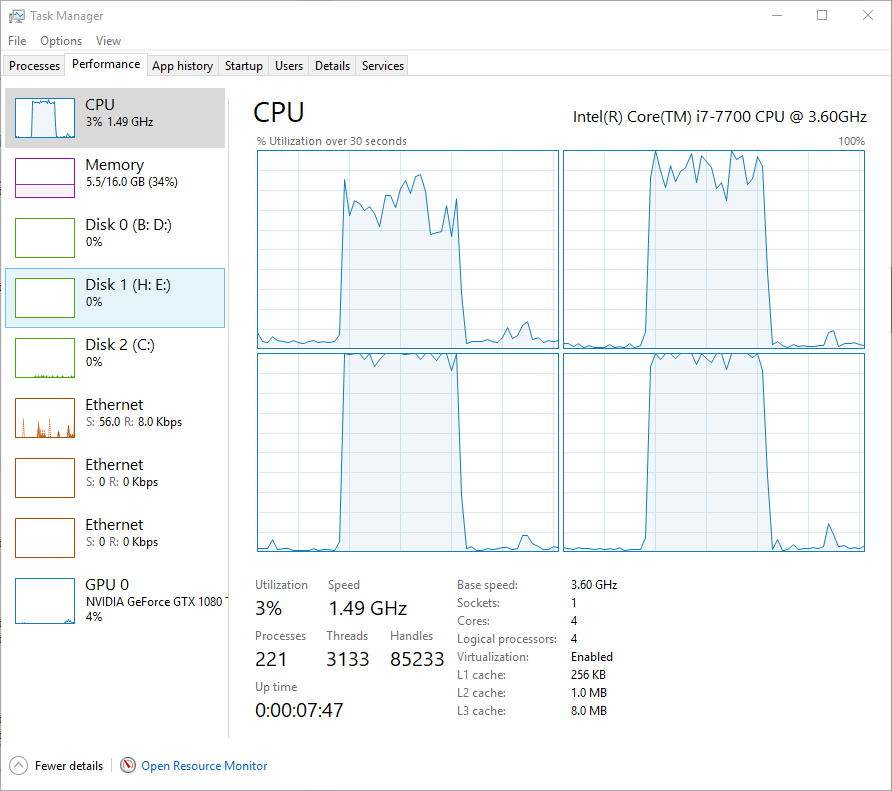 Task Manager
File Options View
Processes Performance App history Startup Users Details Services
CPU
3% 1.49 GHz
Memory
5.5/16.0 GB (34%)
Disk 0 (B: D:)
0%
Disk 1 (H: E:)
0%
Disk 2 (C:)
0%
Ethernet
S: 56.0 R: 8.0 Kbps
Ethernet
S: 0 R: 0 Kbps
Ethernet
S: 0 R: 0 Kbps
GPU 0
NVIDIA GeForce GTX 1080
4%
CPU
Intel(R) Core(TM) i7-7700 CPU @ 3.60GHz
% Utilization over 30 seconds 100%
Utilization Speed
3% 1.49 GHz
Processes Threads Handles
221 3133 85233
Up time
0:00:07:47
Base speed: 3.60 GHz
Sockets: 1
Cores: 4
Logical processors: 4
Virtualization: Enabled
L1 cache: 256 KB
L2 cache: 1.0 MB
L3 cache: 8.0 MB
Fewer details Open Resource Monitor